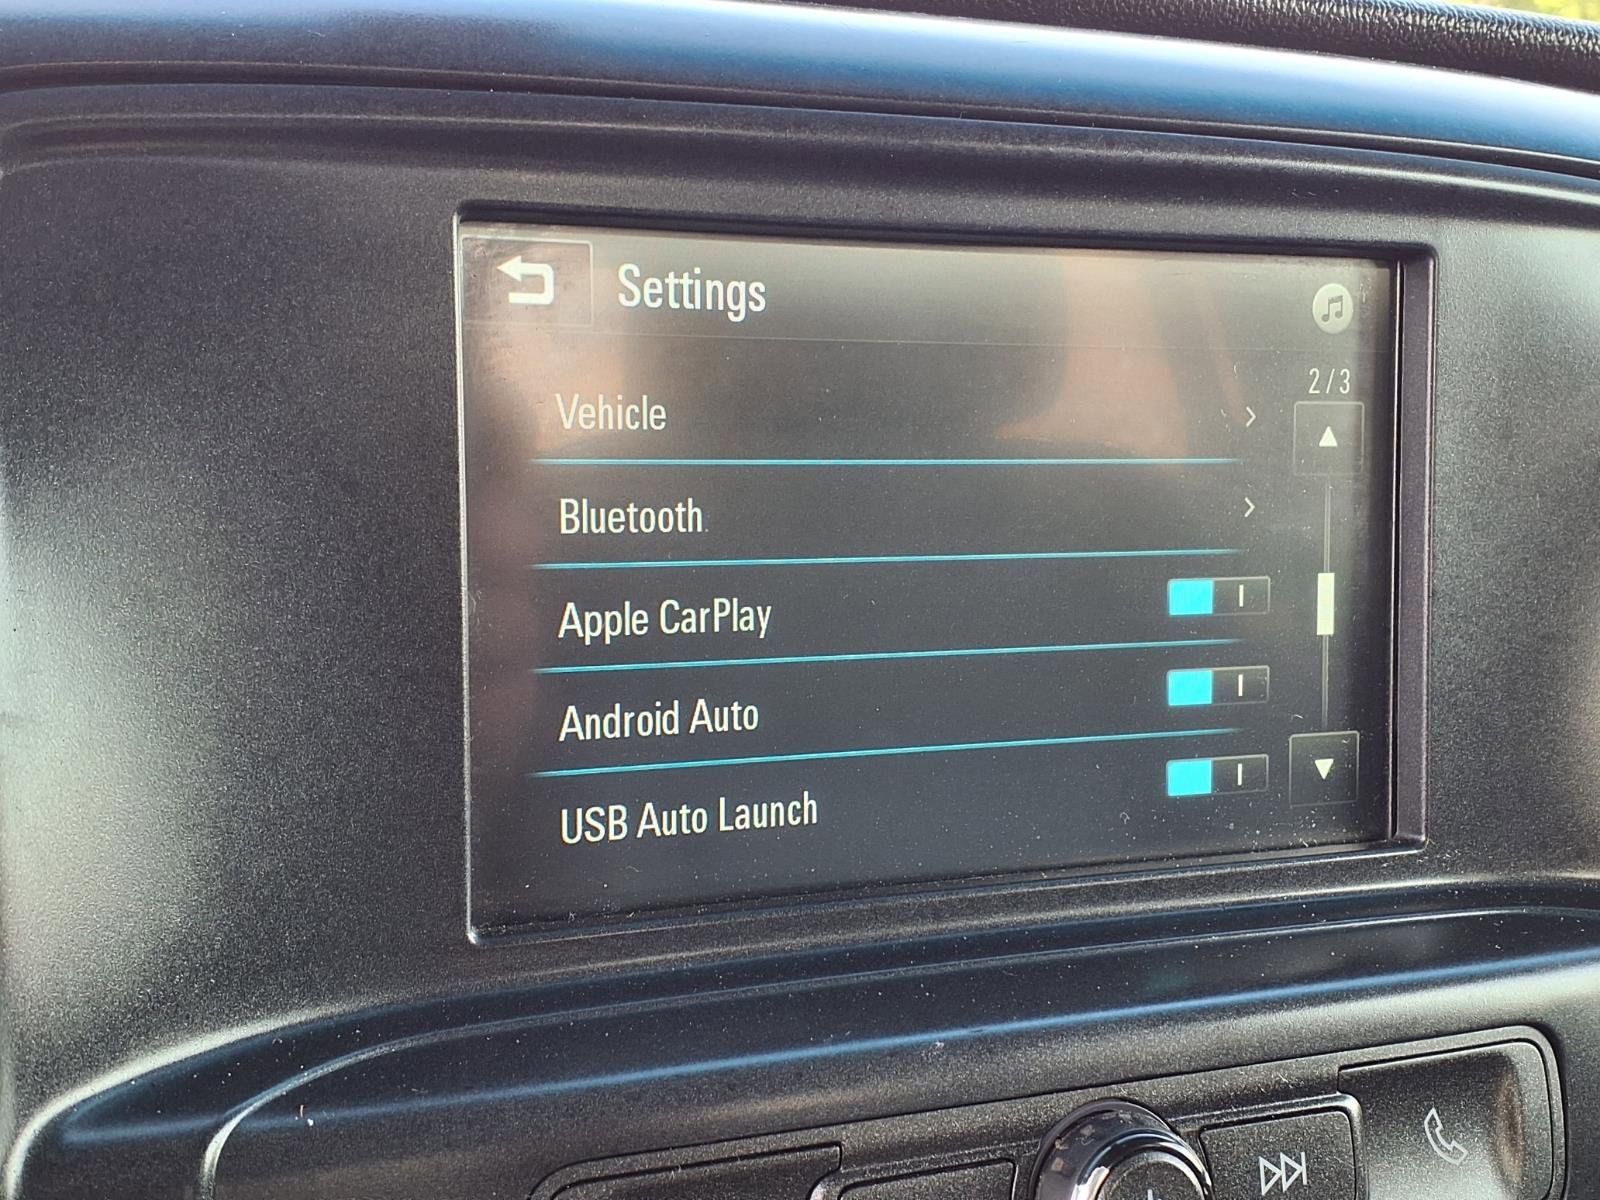 Settings
2/3
Vehicle
Bluetooth
Apple CarPlay
Android Auto
USB Auto Launch